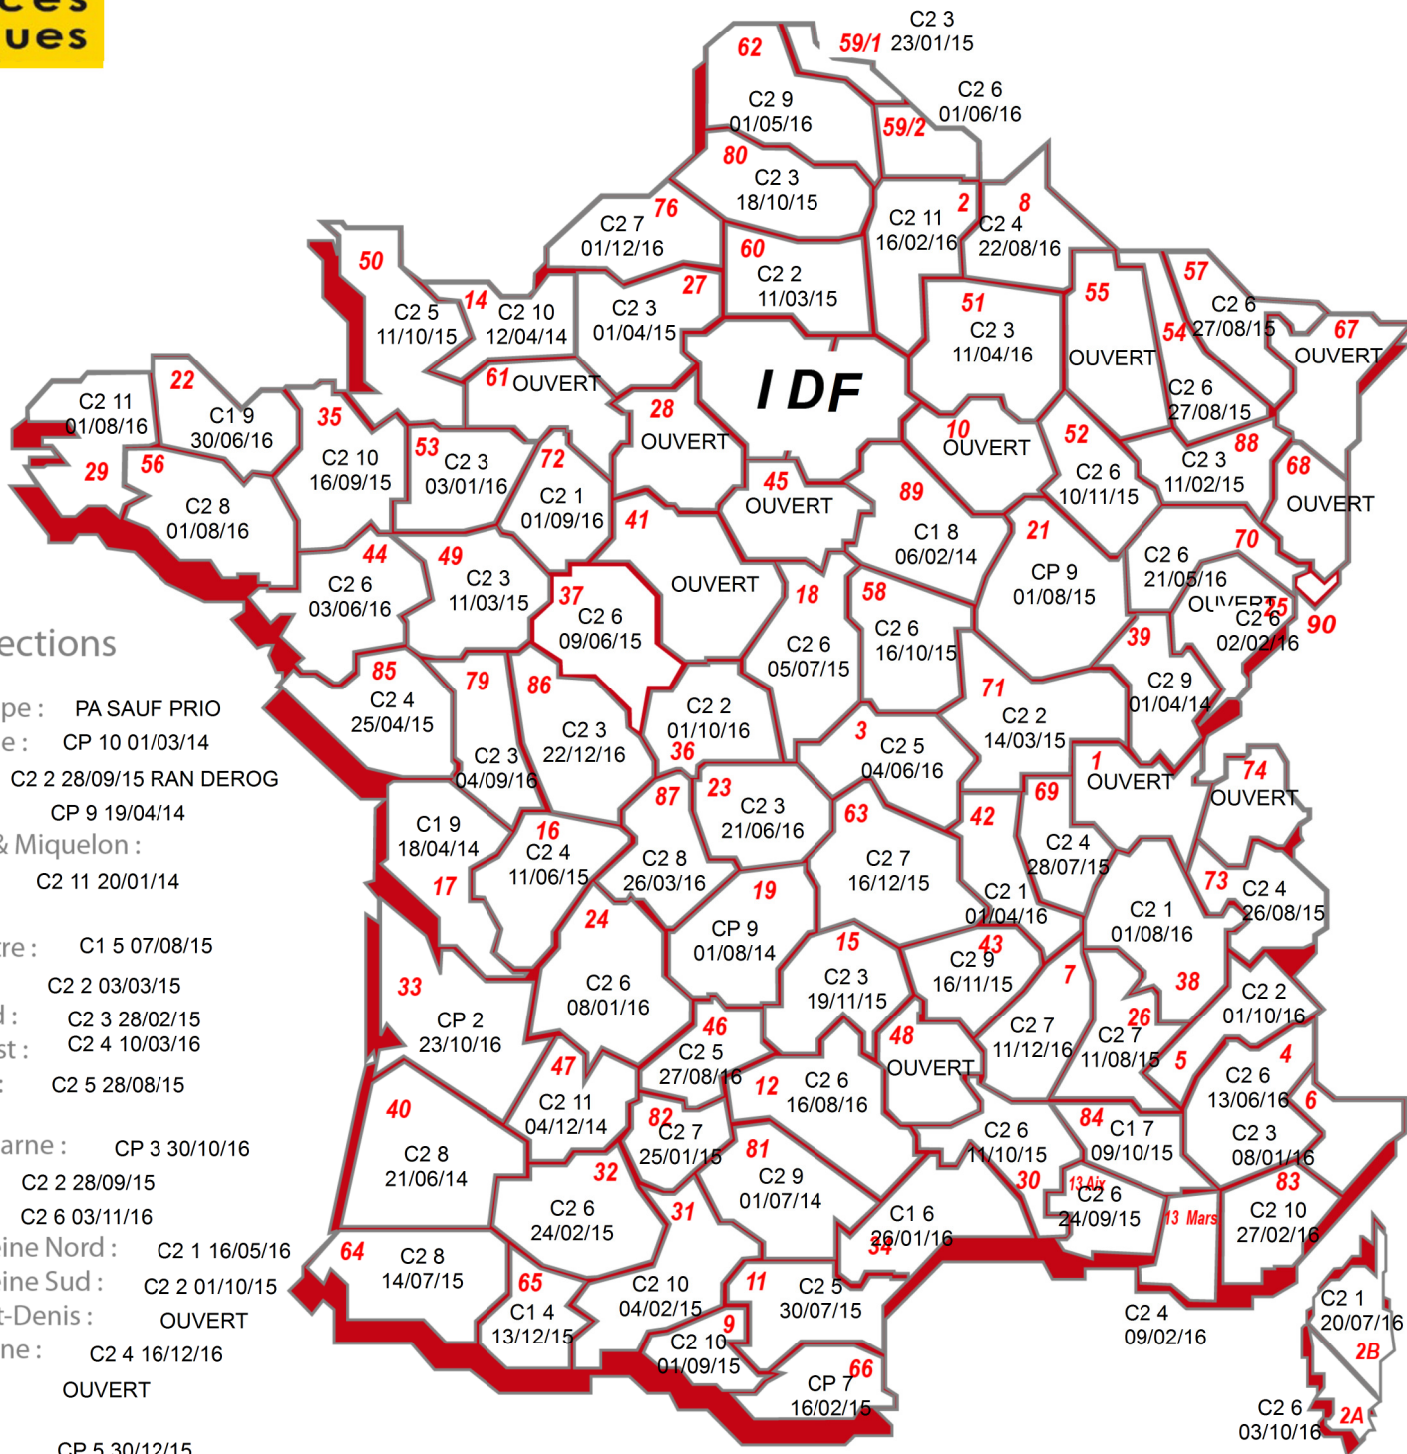 ces
ues
C2 3
59/1 23/01/15
62
C2 6
01/06/16
C2 9
01/05/16
59/2
80
C2 3
18/10/15
2
8
76
C2 7
01/12/16
C2 11
16/02/16
C2 4
22/08/16
60
C2 2
11/03/15
50
C2 5
11/10/15
14
C2 10
12/04/14
27
C2 3
01/04/15
51
C2 3
11/04/16
55
OUVERT
57
C2 6
27/08/15
54
C2 6
27/08/15
67
OUVERT
61
OUVERT
IDF
22
C1 9
30/06/16
C2 11
01/08/16
29
35
C2 10
16/09/15
28
OUVERT
10
OUVERT
52
C2 6
10/11/15
88
C2 3
11/02/15
68
OUVERT
56
C2 8
01/08/16
53
C2 3
03/01/16
72
C2 1
01/09/16
45
OUVERT
89
C1 8
06/02/14
21
CP 9
01/08/15
70
C2 6
21/05/16
41
OUVERT
44
C2 6
03/06/16
49
C2 3
11/03/15
37
C2 6
09/06/15
18
C2 6
05/07/15
58
C2 6
16/10/15
OUVERT
25
C2 6
02/02/16
90
39
C2 9
01/04/14
ections
85
C2 4
25/04/15
79
C2 3
04/09/16
86
C2 3
22/12/16
C2 2
01/10/16
36
71
C2 2
14/03/15
pe : PA SAUF PRIO
e : CP 10 01/03/14
C2 2 28/09/15 RAN DEROG
CP 9 19/04/14
& Miquelon :
C2 11 20/01/14
3
C2 5
04/06/16
1
OUVERT
74
OUVERT
87
C2 8
26/03/16
23
C2 3
21/06/16
63
C2 7
16/12/15
42
C2 1
01/04/16
69
C2 4
28/07/15
C1 9
18/04/14
17
16
C2 4
11/06/15
73
C2 4
26/08/15
24
C2 6
08/01/16
19
CP 9
01/08/14
15
C2 3
19/11/15
43
C2 9
16/11/15
C2 1
01/08/16
38
tre : C1 5 07/08/15
C2 2 03/03/15
d : C2 3 28/02/15
st : C2 4 10/03/16
: C2 5 28/08/15
33
CP 2
23/10/16
7
C2 7
11/12/16
26
C2 7
11/08/15
C2 2
01/10/16
5
4
C2 6
13/06/16
47
C2 11
04/12/14
46
C2 5
27/08/16
48
OUVERT
12
C2 6
16/08/16
6
C2 3
08/01/16
40
C2 8
21/06/14
82
C2 7
25/01/15
81
C2 9
01/07/14
C2 6
11/10/15
30
84
C1 7
09/10/15
arne : CP 3 30/10/16
C2 2 28/09/15
C2 6 03/11/16
eine Nord : C2 1 16/05/16
eine Sud : C2 2 01/10/15
t-Denis : OUVERT
ne : C2 4 16/12/16
OUVERT
CP 5 30/12/15
32
C2 6
24/02/15
31
C2 10
04/02/15
C1 6
26/01/16
34
13 Aix
C2 6
24/09/15
13 Mars
83
C2 10
27/02/16
64
C2 8
14/07/15
65
C1 4
13/12/15
11
C2 5
30/07/15
9
C2 10
01/09/15
66
CP 7
16/02/15
C2 4
09/02/16
C2 1
20/07/16
2B
C2 6
03/10/16
2A